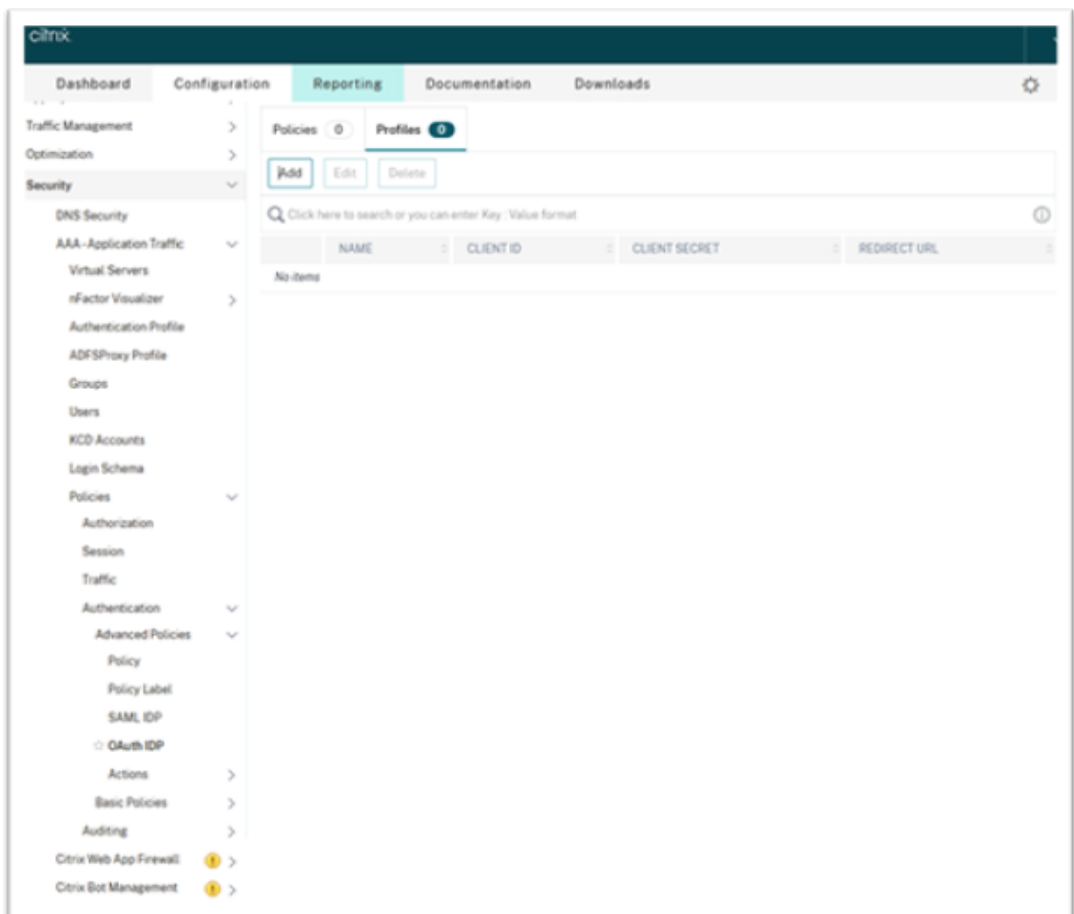 citrix
Dashboard Configuration Reporting Documentation Downloads
Traffic Management
Optimization
Security
DNS Security
AAA - Application Traffic
Virtual Servers
nFactor Visualizer
Authentication Profile
ADFSProxy Profile
Groups
Users
KCD Accounts
Login Schema
Policies
Authorization
Session
Traffic
Authentication
Advanced Policies
Policy
Policy Label
SAML IDP
OAuth IDP
Actions
Basic Policies
Auditing
Citrix Web App Firewall
Citrix Bot Management
Policies 0 Profiles 0
Add Edit Delete
Click here to search or you can enter Key : Value format
NAME CLIENT ID CLIENT SECRET REDIRECT URL
No items